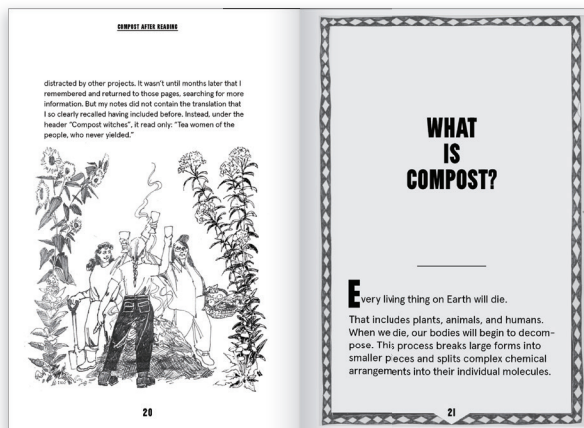 COMPOST AFTER READING
distracted by other projects. It wasn't until months later that I
remembered and returned to those pages, searching for more
information. But my notes did not contain the translation that
I so clearly recalled having included before. Instead, under the
header "Compost witches", it read only: "Tea women of the
people, who never yielded."
20
WHAT
IS
COMPOST?
Every living thing on Earth will die.
That includes plants, animals, and humans.
When we die, our bodies will begin to decom-
pose. This process breaks large forms into
smaller pieces and splits complex chemical
arrangements into their individual molecules.
21